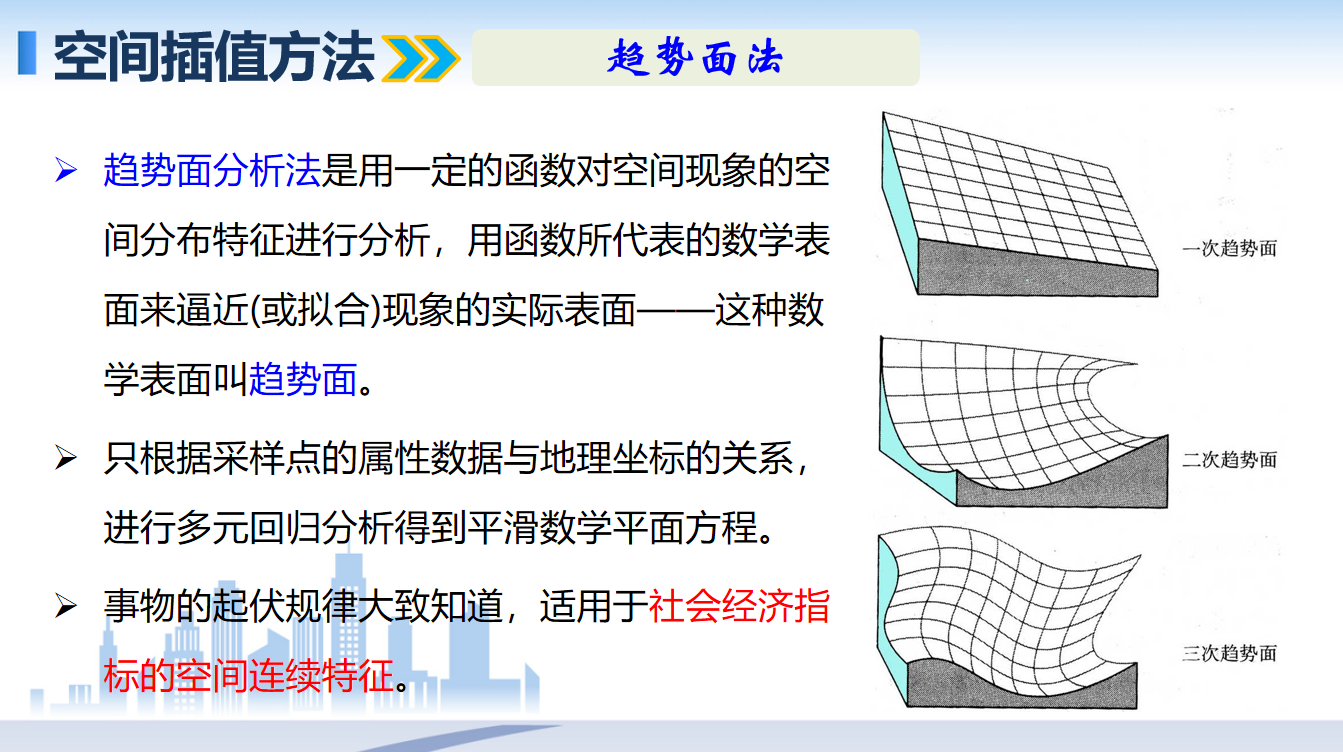 空间插值方法
趋势面法
趋势面分析法是用一定的函数对空间现象的空
间分布特征进行分析，用函数所代表的数学表
面来逼近(或拟合)现象的实际表面——这种数
学表面叫趋势面。
只根据采样点的属性数据与地理坐标的关系，
进行多元回归分析得到平滑数学平面方程。
事物的起伏规律大致知道，适用于社会经济指
标的空间连续特征。
一次趋势面
二次趋势面
三次趋势面